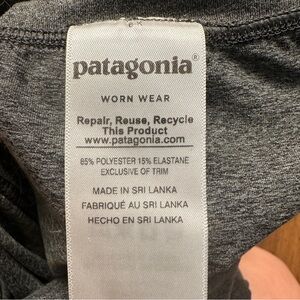 patagonia®
WORN WEAR
Repair, Reuse, Recycle
This Product
www.patagonia.com
85% POLYESTER 15% ELASTANE
EXCLUSIVE OF TRIM
MADE IN SRI LANKA
FABRIQUÉ AU SRI LANKA
HECHO EN SRI LANKA